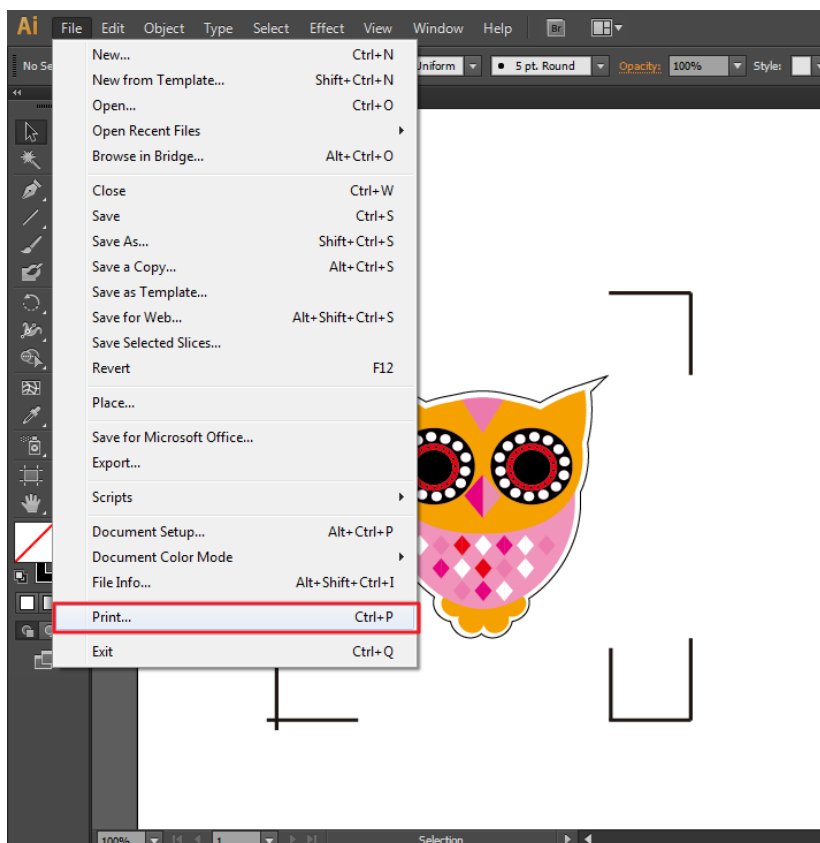 Ai File Edit Object Type Select Effect View Window Help Br
No Se
Uniform 5 pt. Round Opacity: 100% Style:
New... Ctrl+N
New from Template... Shift+Ctrl+N
Open... Ctrl+O
Open Recent Files
Browse in Bridge... Alt+Ctrl+O
Close Ctrl+W
Save Ctrl+S
Save As... Shift+Ctrl+S
Save a Copy... Alt+Ctrl+S
Save as Template...
Save for Web... Alt+Shift+Ctrl+S
Save Selected Slices...
Revert F12
Place...
Save for Microsoft Office...
Export...
Scripts
Document Setup... Alt+Ctrl+P
Document Color Mode
File Info... Alt+Shift+Ctrl+I
Print... Ctrl+P
Exit Ctrl+Q
100% 1 Selection